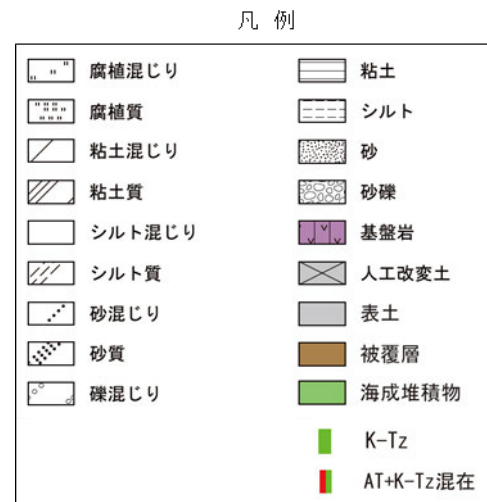 凡 例
腐植混じり
腐植質
粘土混じり
粘土質
シルト混じり
シルト質
砂混じり
砂質
礫混じり
粘土
シルト
砂
砂礫
基盤岩
人工改変土
表土
被覆層
海成堆積物
K-Tz
AT+K-Tz混在